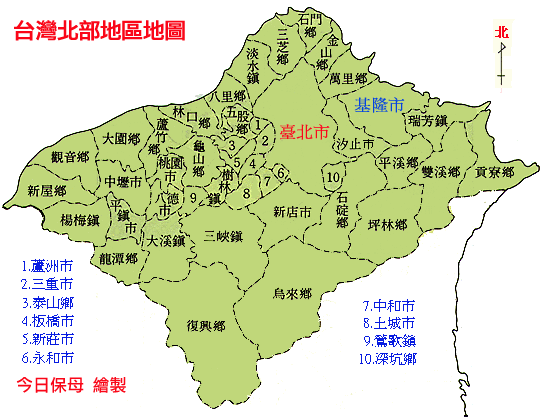 台灣北部地區地圖
北
石門鄉
三芝鄉
金山鄉
淡水鎮
萬里鄉
八里鄉
基隆市
林口鄉
五股鄉
瑞芳鎮
蘆竹鄉
1
臺北市
大園鄉
龜山鄉
3
2
汐止市
觀音鄉
桃園市
5
4
平溪鄉
雙溪鄉
貢寮鄉
中壢市
樹林鎮
6
7
10
新屋鄉
八德市
9
8
石碇鄉
平鎮市
新店市
楊梅鎮
坪林鄉
大溪鎮
三峽鎮
龍潭鄉
烏來鄉
復興鄉
1.蘆洲市
2.三重市
3.泰山鄉
4.板橋市
5.新莊市
6.永和市
7.中和市
8.土城市
9.鶯歌鎮
10.深坑鄉
今日保母 繪製